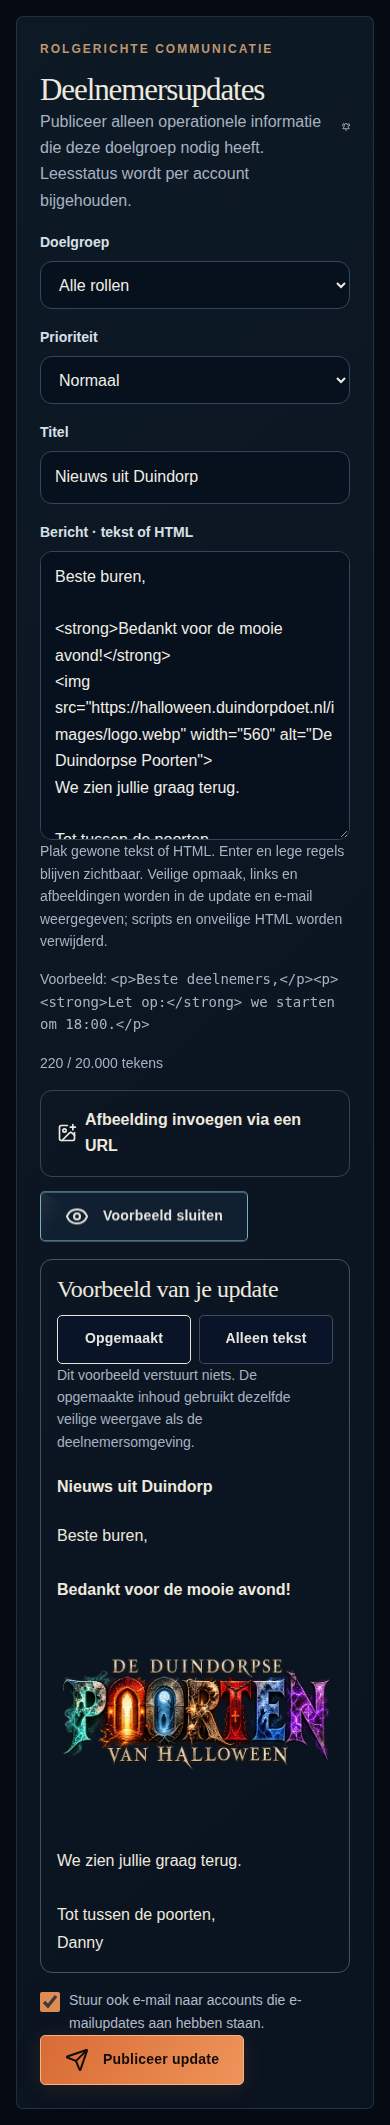 ROLGERICHTE COMMUNICATIE
Deelnemersupdates
Publiceer alleen operationele informatie
die deze doelgroep nodig heeft.
Leesstatus wordt per account
bijgehouden.
Doelgroep
Alle rollen
Prioriteit
Normaal
Titel
Nieuws uit Duindorp
Bericht · tekst of HTML
Beste buren,
<strong>Bedankt voor de mooie
avond!</strong>
<img
src="https://halloween.duindorpdoet.nl/i
mages/logo.webp" width="560" alt="De
Duindorpse Poorten">
We zien jullie graag terug.
Tot tussen de poorten
Plak gewone tekst of HTML. Enter en lege regels
blijven zichtbaar. Veilige opmaak, links en
afbeeldingen worden in de update en e-mail
weergegeven; scripts en onveilige HTML worden
verwijderd.
Voorbeeld: <p>Beste deelnemers,</p><p>
<strong>Let op:</strong> we starten
om 18:00.</p>
220 / 20.000 tekens
Afbeelding invoegen via een
URL
Voorbeeld sluiten
Voorbeeld van je update
Opgemaakt
Alleen tekst
Dit voorbeeld verstuurt niets. De
opgemaakte inhoud gebruikt dezelfde
veilige weergave als de
deelnemersomgeving.
Nieuws uit Duindorp
Beste buren,
Bedankt voor de mooie avond!
DE DUINDORPSE
POORTEN
VAN HALLOWEEN
We zien jullie graag terug.
Tot tussen de poorten,
Danny
Stuur ook e-mail naar accounts die e-
mailupdates aan hebben staan.
Publiceer update